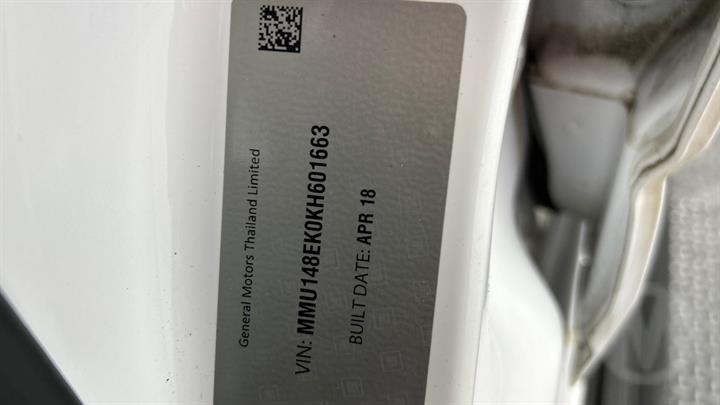 General Motors Thailand Limited
VIN: MMU148EK0KH601663
BUILT DATE: APR 18